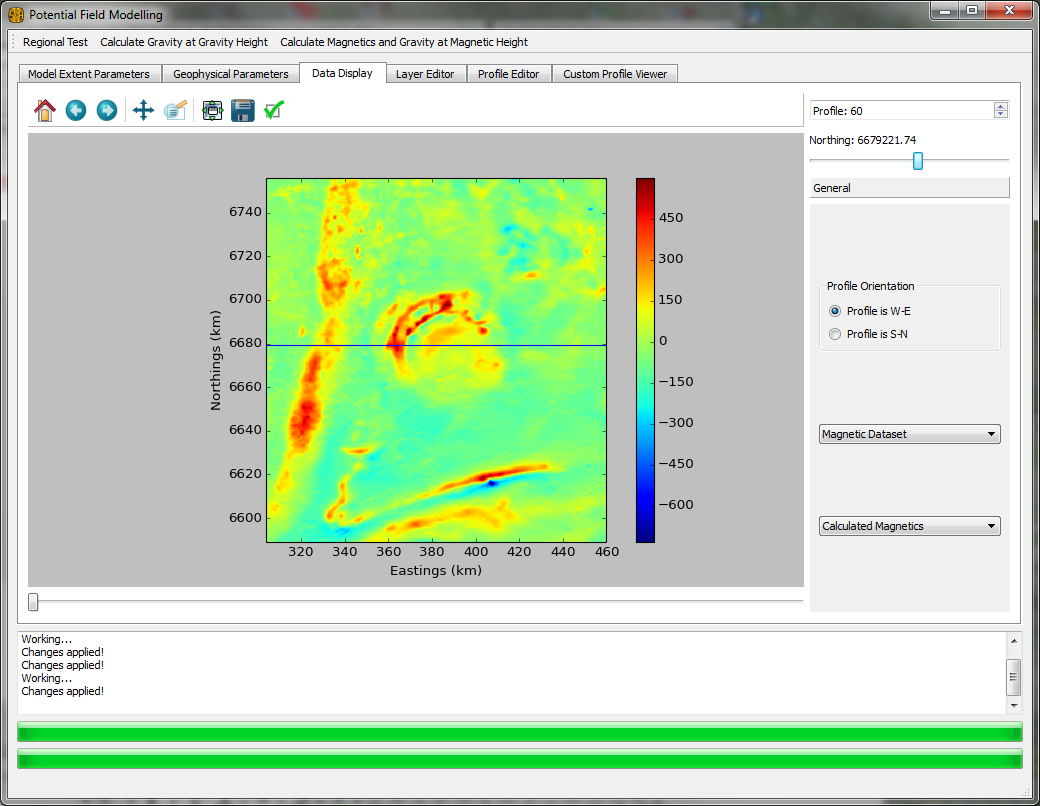 Potential Field Modelling
Regional Test Calculate Gravity at Gravity Height Calculate Magnetics and Gravity at Magnetic Height
Model Extent Parameters Geophysical Parameters Data Display Layer Editor Profile Editor Custom Profile Viewer
Profile: 60
Northing: 6679221.74
General
Profile Orientation
Profile is W-E
Profile is S-N
Magnetic Dataset
Calculated Magnetics
Northings (km)
6740
6720
6700
6680
6660
6640
6620
6600
320 340 360 380 400 420 440 460
Eastings (km)
450
300
150
0
−150
−300
−450
−600
Working...
Changes applied!
Changes applied!
Working...
Changes applied!